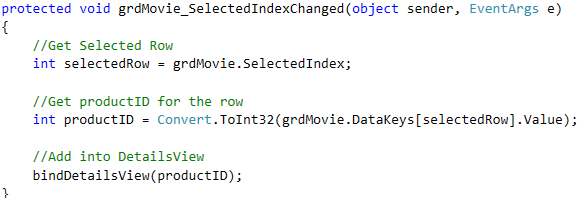 protected void grdMovie_SelectedIndexChanged(object sender, EventArgs e)
{
    //Get Selected Row
    int selectedRow = grdMovie.SelectedIndex;

    //Get productID for the row
    int productID = Convert.ToInt32(grdMovie.DataKeys[selectedRow].Value);

    //Add into DetailsView
    bindDetailsView(productID);
}